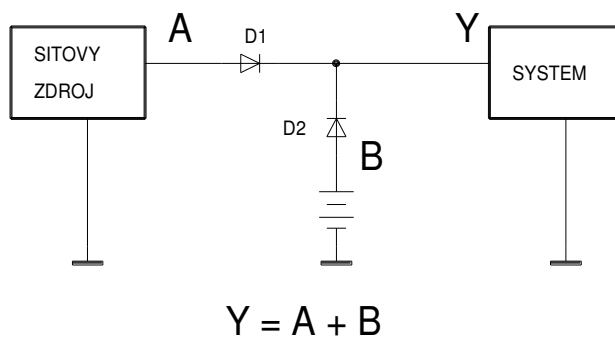 A
D1
Y
SITOVY
ZDROJ
SYSTEM
D2
B
Y = A + B